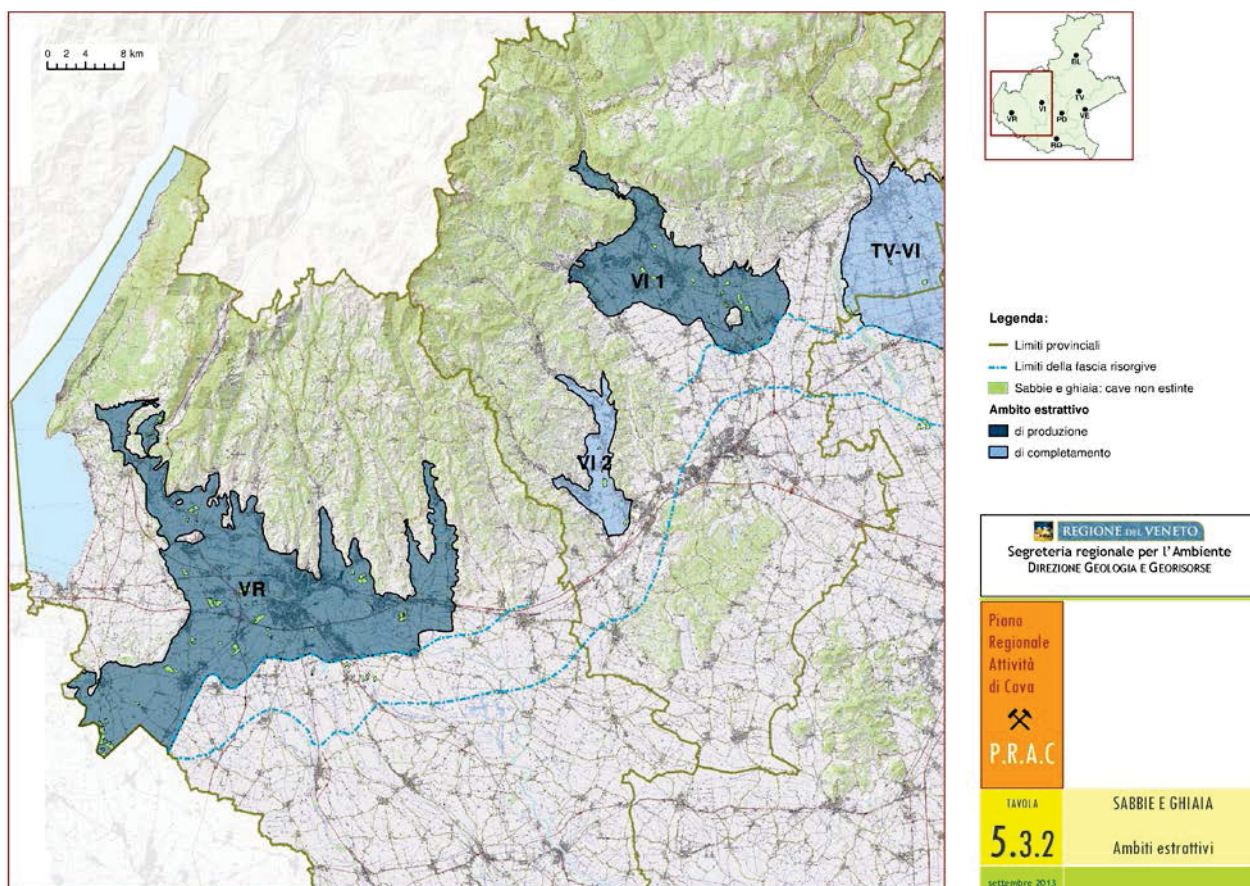 0 2 4 8 km
TV-VI
VI 1
VI 2
VR
BL
TV
VI
VE
VR
PD
RO
Legenda:
Limiti provinciali
Limiti della fascia risorgive
Sabbie e ghiaia: cave non estinte
Ambito estrattivo
di produzione
di completamento
REGIONE DEL VENETO
Segreteria regionale per l'Ambiente
DIREZIONE GEOLOGIA E GEORISORSE
Piano
Regionale
Attività
di Cava
P.R.A.C
TAVOLA
5.3.2
SABBIE E GHIAIA
Ambiti estrattivi
settembre 2013